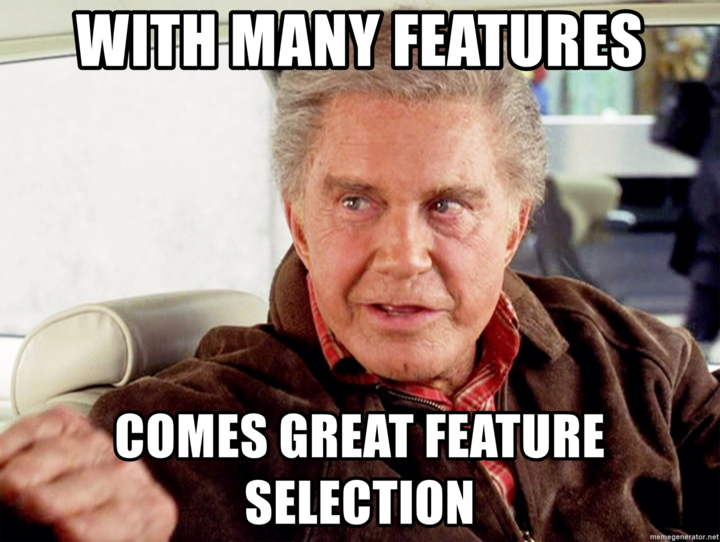 WITH MANY FEATURES
COMES GREAT FEATURE
SELECTION
memegenerator.net